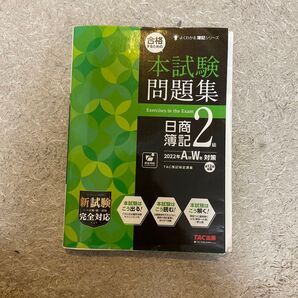 合格するための
よくわかる簿記シリーズ
本試験
問題集
Exercises in the Exam
日商
簿記
2級
2022年AW対策
TAC簿記検定講座
新試験
完全対応
本試験は
こう出る!
本試験は
こう読む!
本試験は
こう解く!
TAC出版